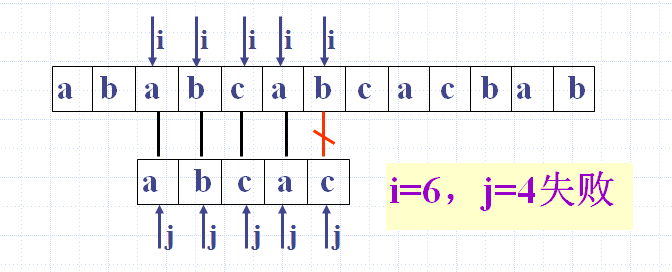 i i i i i
a b a b c a b c a c b a b
a b c a c
i=6，j=4失败
j j j j j